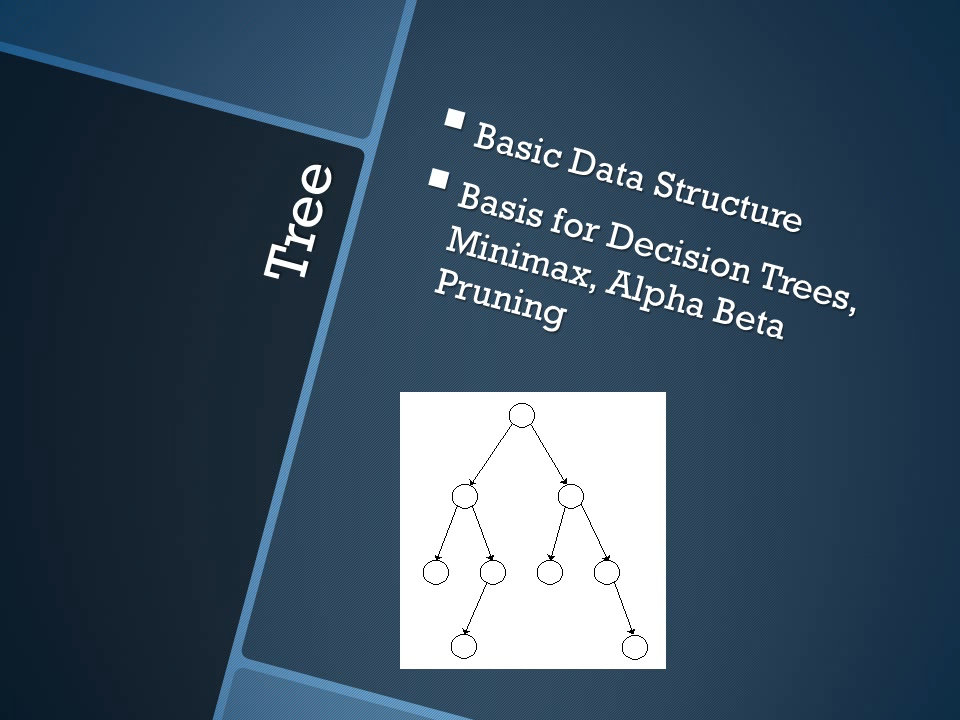 Tree
Basic Data Structure
Basis for Decision Trees,
Minimax, Alpha Beta
Pruning